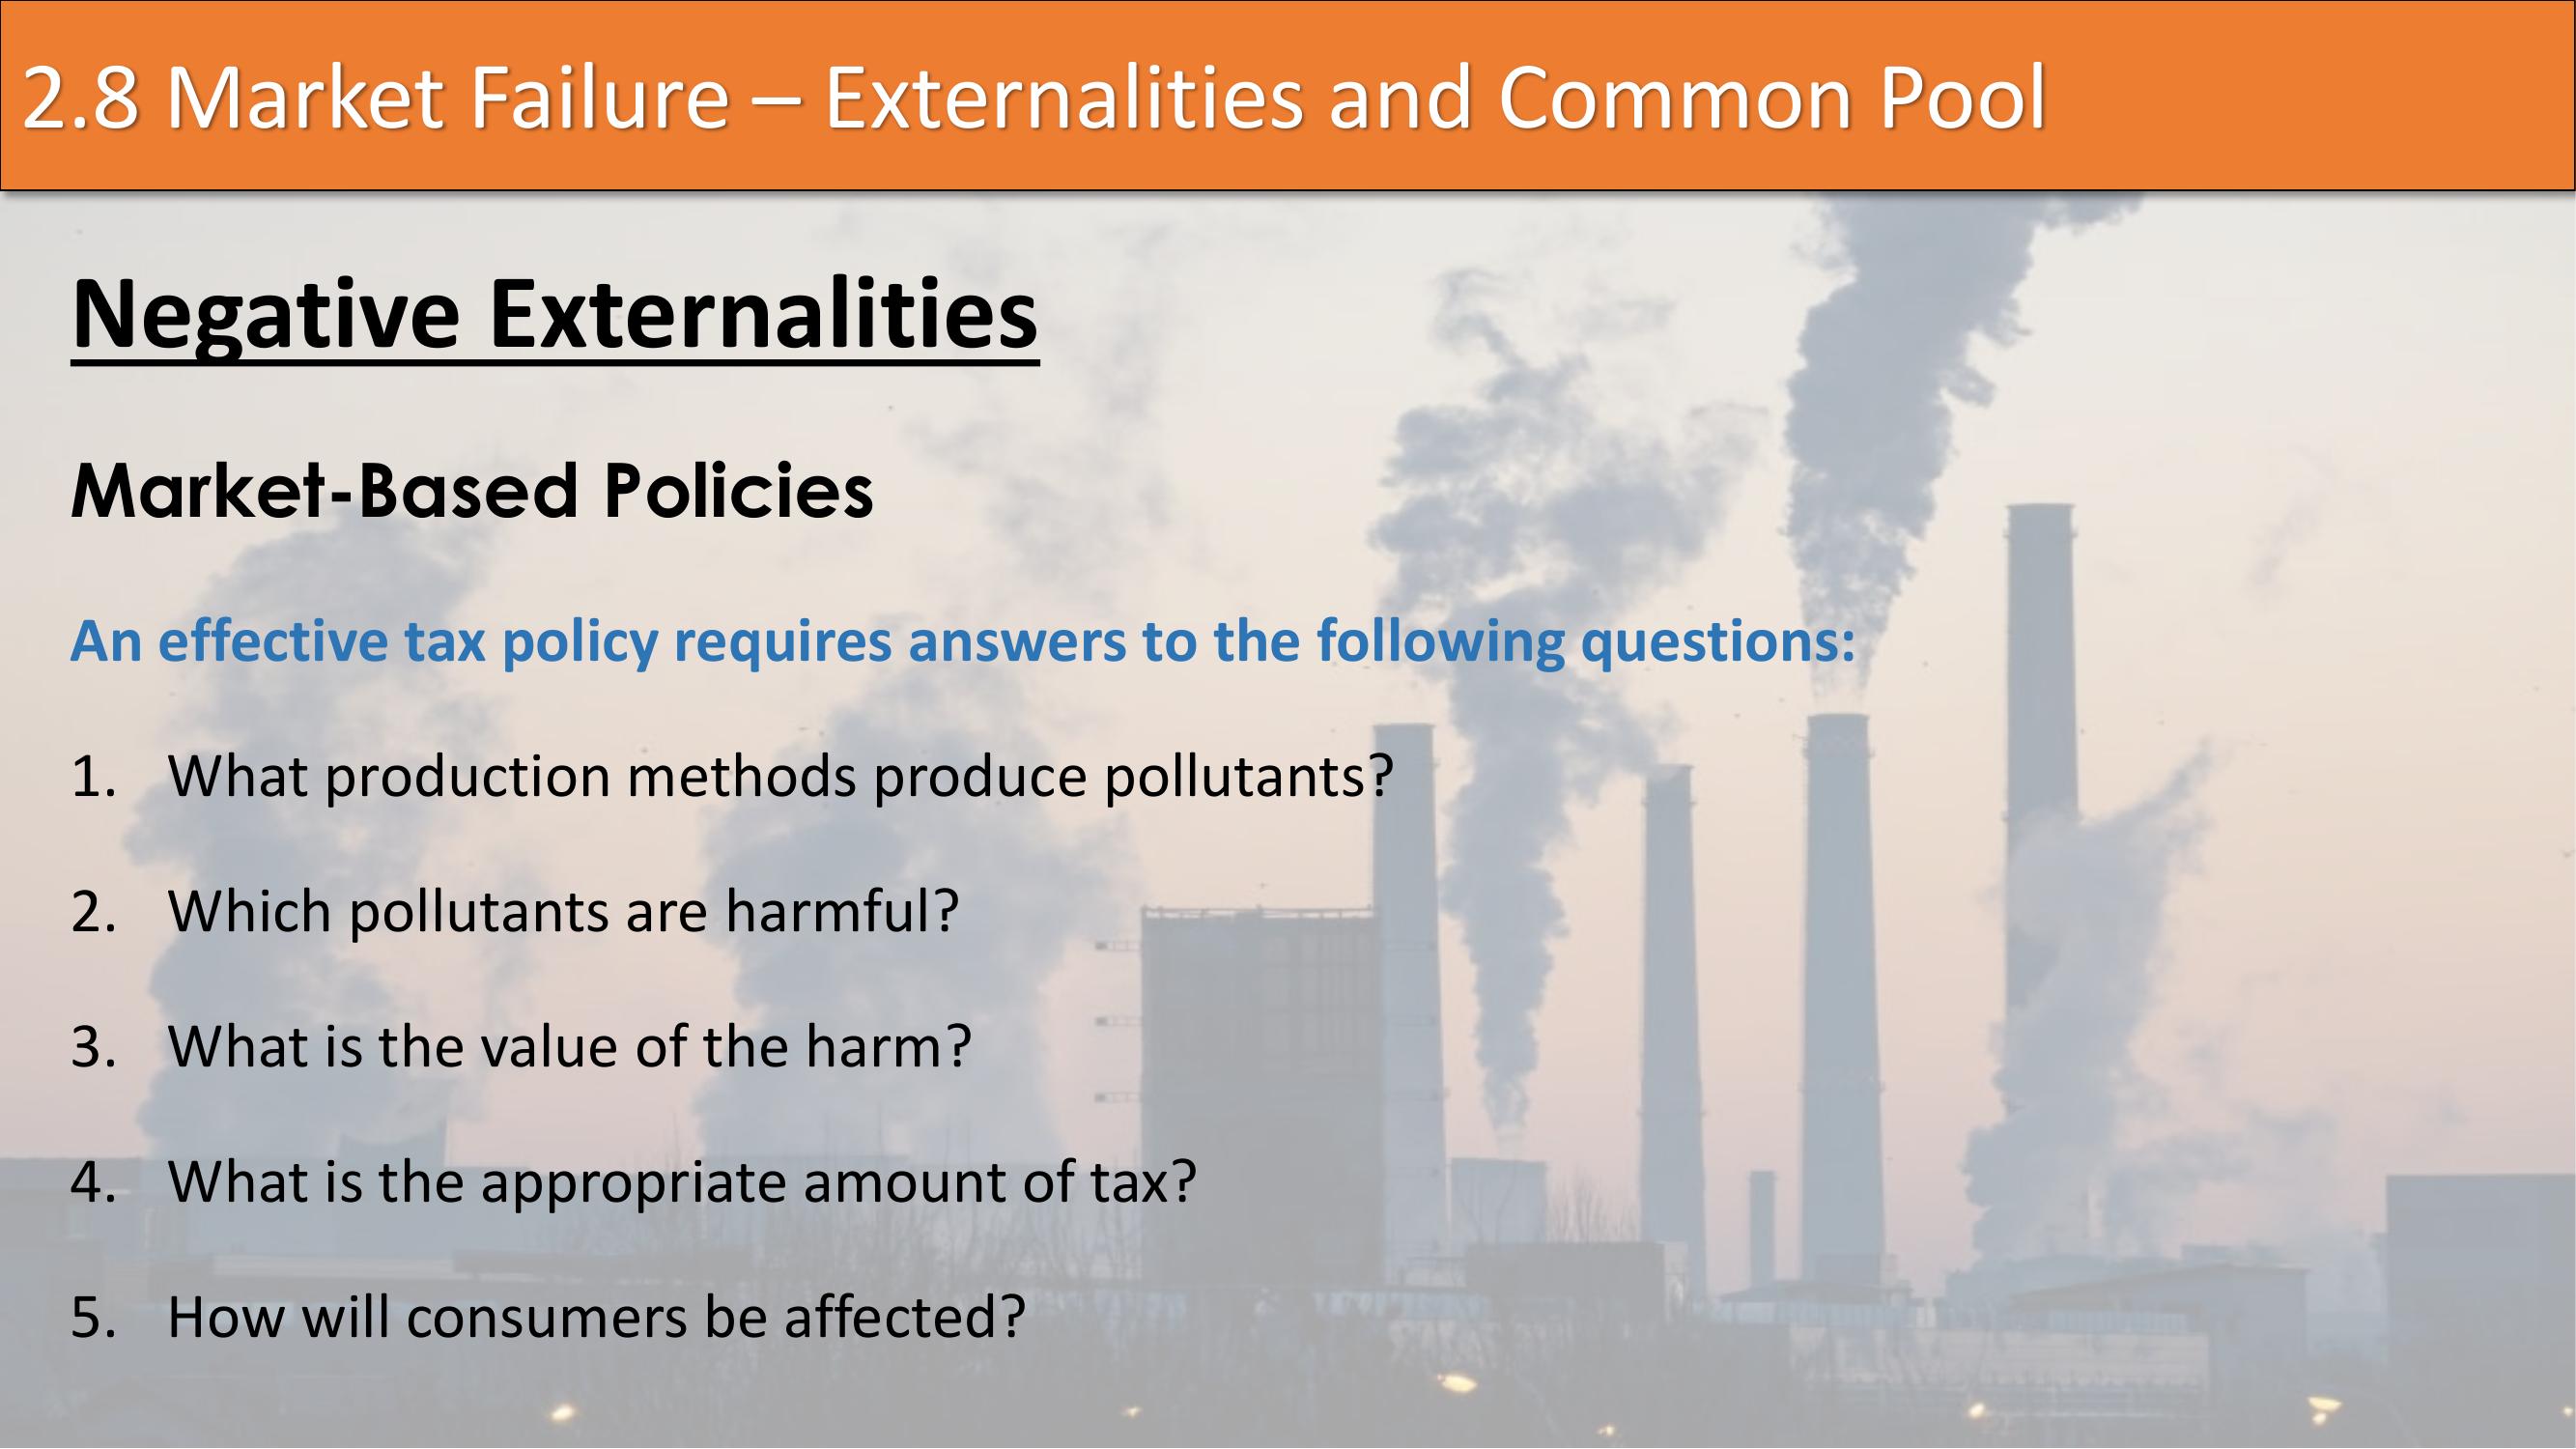 2.8 Market Failure – Externalities and Common Pool
Negative Externalities
Market-Based Policies
An effective tax policy requires answers to the following questions:
1. What production methods produce pollutants?
2. Which pollutants are harmful?
3. What is the value of the harm?
4. What is the appropriate amount of tax?
5. How will consumers be affected?